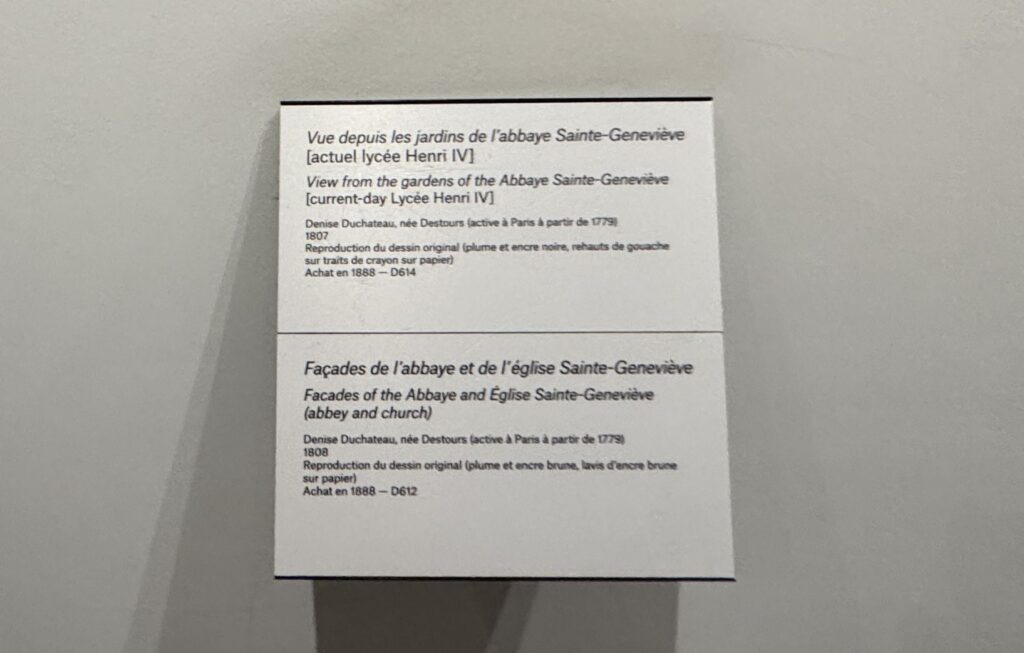 Vue depuis les jardins de l'abbaye Sainte-Geneviève
[actuel lycée Henri IV]
View from the gardens of the Abbaye Sainte-Geneviève
[current-day Lycée Henri IV]
Denise Duchateau, née Destours (active à Paris à partir de 1779)
1807
Reproduction du dessin original (plume et encre noire, rehauts de gouache
sur traits de crayon sur papier)
Achat en 1888 — D614
Façades de l'abbaye et de l'église Sainte-Geneviève
Facades of the Abbaye and Église Sainte-Geneviève
(abbey and church)
Denise Duchateau, née Destours (active à Paris à partir de 1779)
1808
Reproduction du dessin original (plume et encre brune, lavis d'encre brune
sur papier)
Achat en 1888 — D612